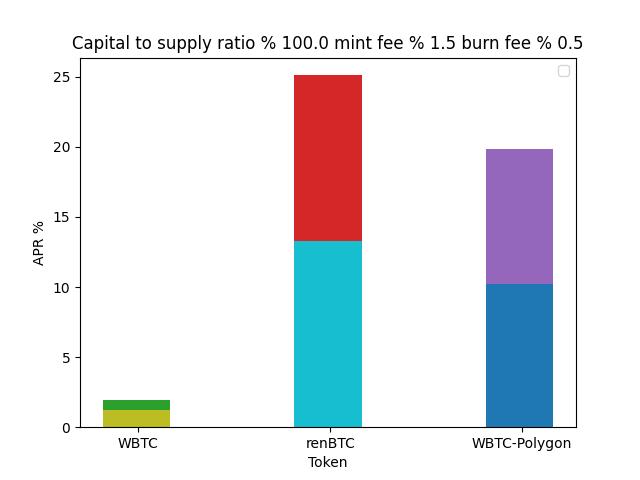 Capital to supply ratio % 100.0 mint fee % 1.5 burn fee % 0.5
25
20
15
10
5
0
APR %
WBTC renBTC WBTC-Polygon
Token